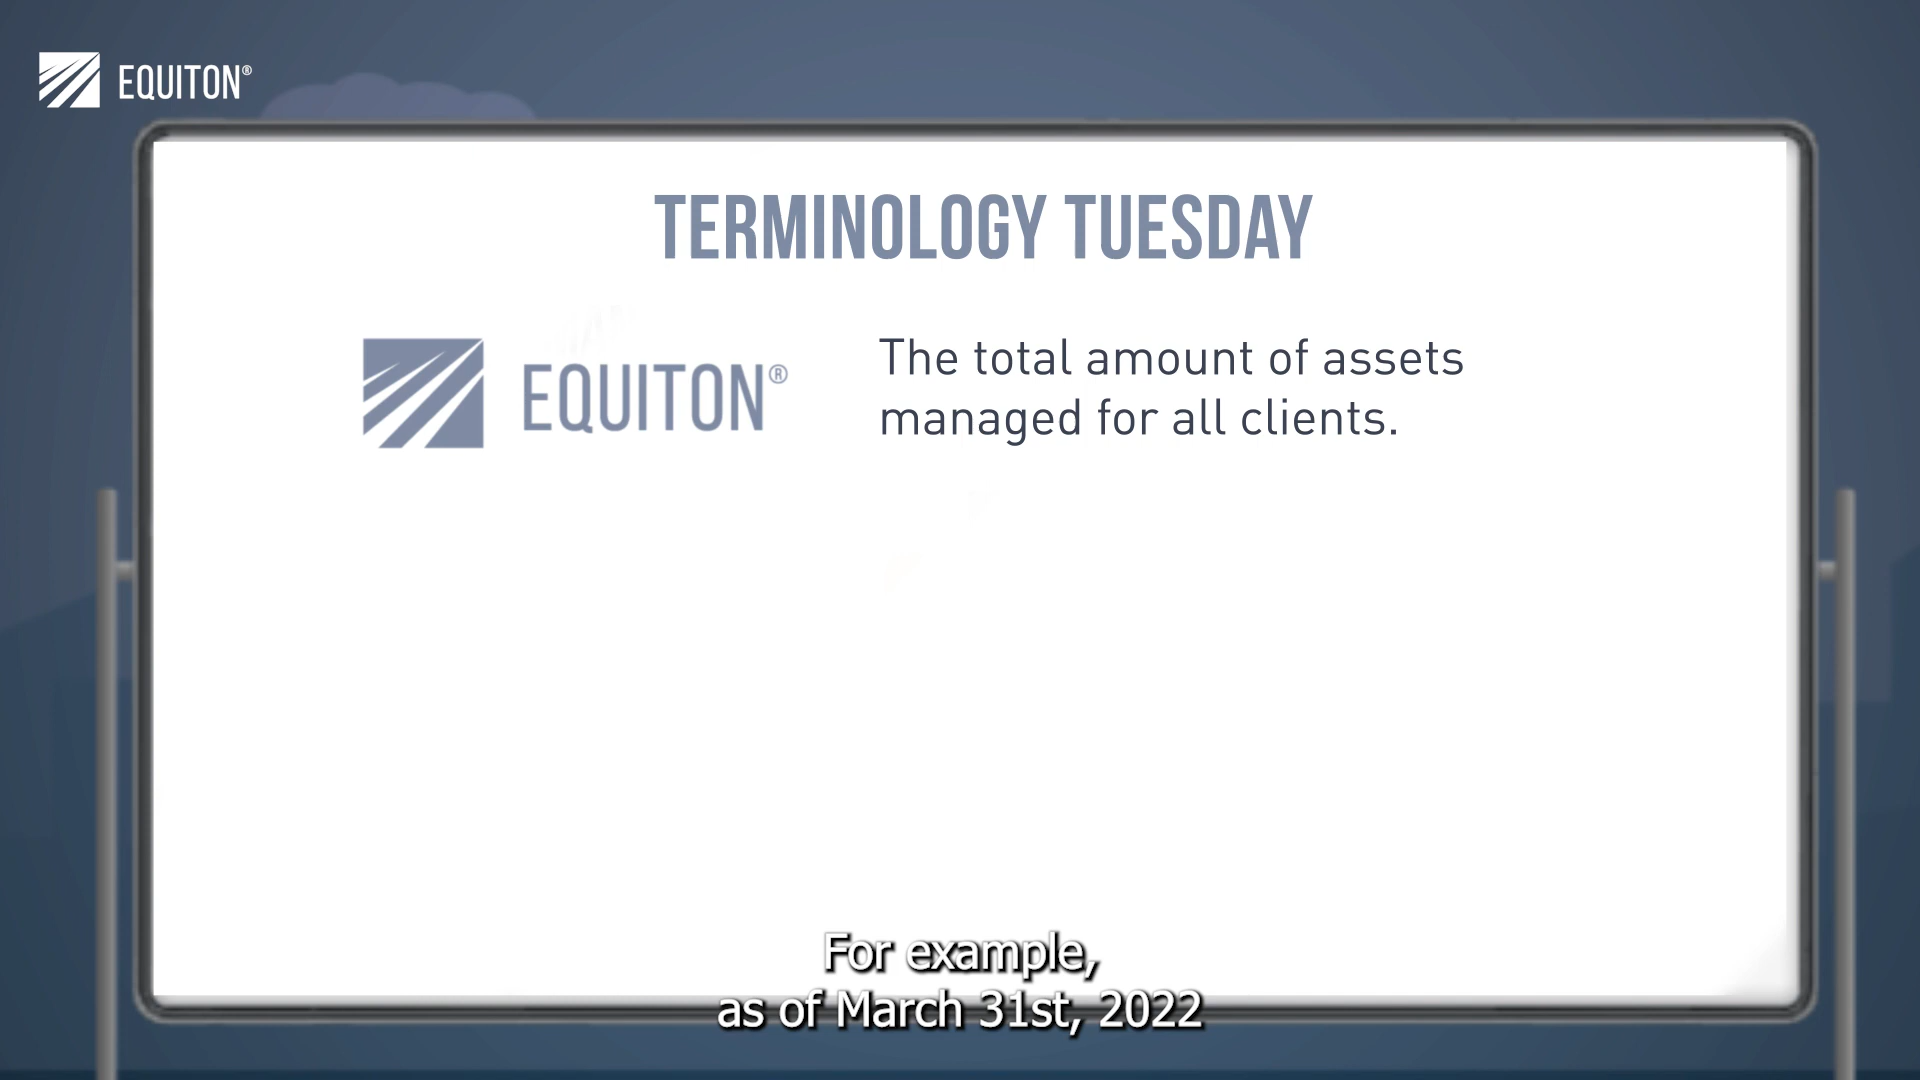 EQUITON®
TERMINOLOGY TUESDAY
EQUITON®
The total amount of assets
managed for all clients.
For example,
as of March 31st, 2022